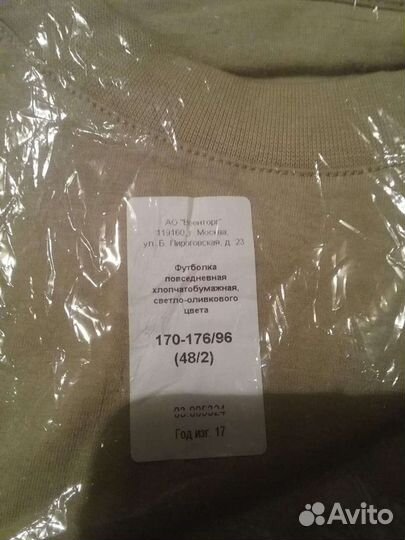 АО "Военторг"
119160, г. Москва,
ул. Б. Пироговская, д. 23
Футболка
повседневная
хлопчатобумажная,
светло-оливкового
цвета
170-176/96
(48/2)
Год изг. 17
Avito